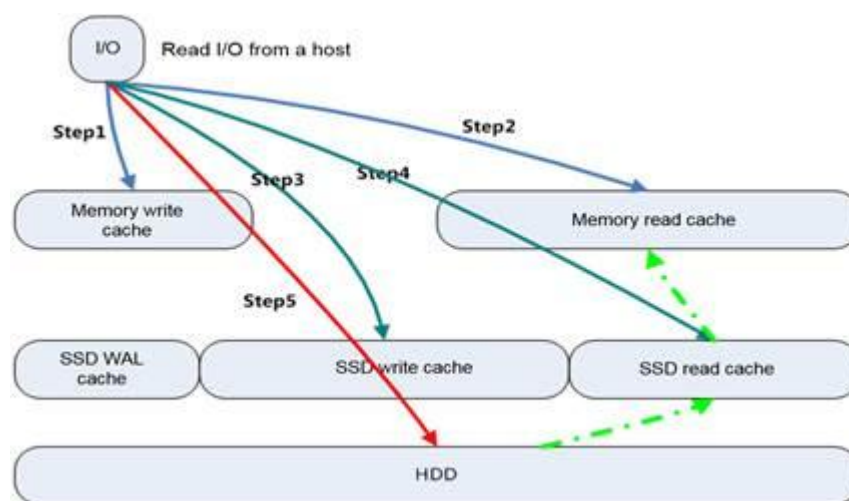 I/O
Read I/O from a host
Step1
Step2
Step3
Step4
Memory write
cache
Memory read cache
Step5
SSD WAL
cache
SSD write cache
SSD read cache
HDD